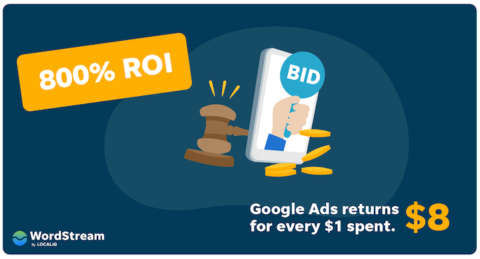 800% ROI
BID
Google Ads returns $8
for every $1 spent.
WordStream
by LOCALiQ